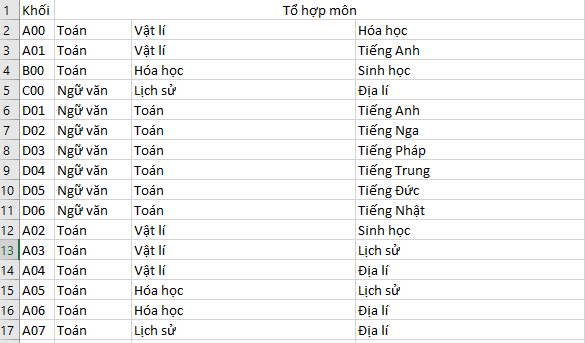 1 Khối Tổ hợp môn
2 A00 Toán Vật lí Hóa học
3 A01 Toán Vật lí Tiếng Anh
4 B00 Toán Hóa học Sinh học
5 C00 Ngữ văn Lịch sử Địa lí
6 D01 Ngữ văn Toán Tiếng Anh
7 D02 Ngữ văn Toán Tiếng Nga
8 D03 Ngữ văn Toán Tiếng Pháp
9 D04 Ngữ văn Toán Tiếng Trung
10 D05 Ngữ văn Toán Tiếng Đức
11 D06 Ngữ văn Toán Tiếng Nhật
12 A02 Toán Vật lí Sinh học
13 A03 Toán Vật lí Lịch sử
14 A04 Toán Vật lí Địa lí
15 A05 Toán Hóa học Lịch sử
16 A06 Toán Hóa học Địa lí
17 A07 Toán Lịch sử Địa lí